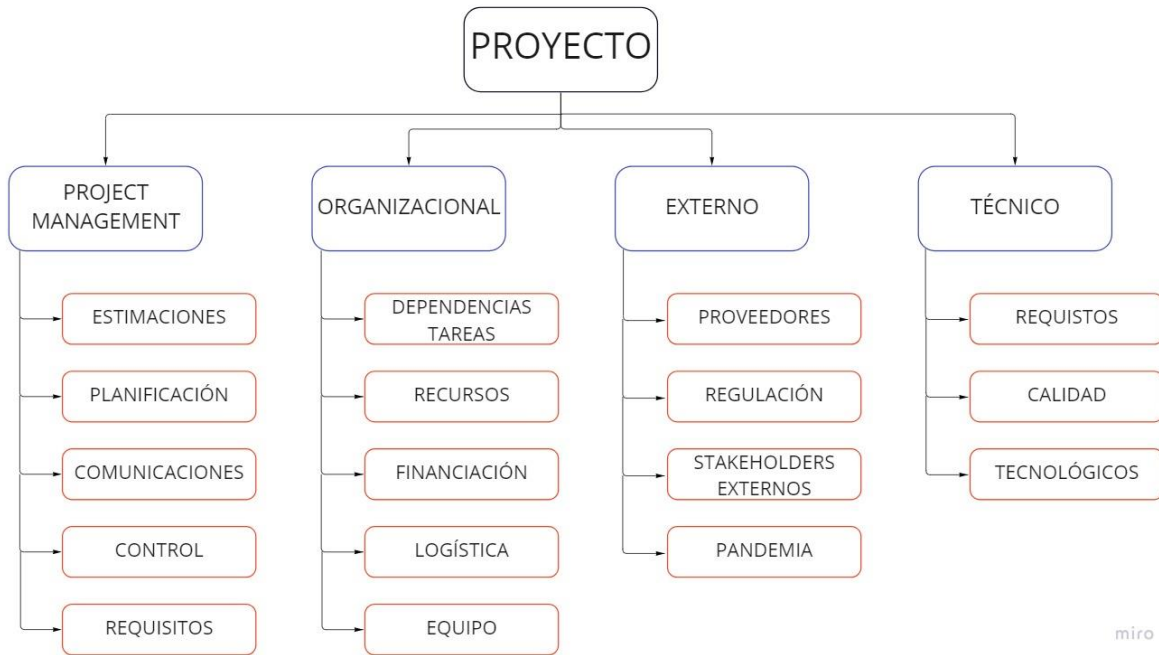 PROYECTO
PROJECT
MANAGEMENT
ORGANIZACIONAL
EXTERNO
TÉCNICO
ESTIMACIONES
PLANIFICACIÓN
COMUNICACIONES
CONTROL
REQUISITOS
DEPENDENCIAS
TAREAS
RECURSOS
FINANCIACIÓN
LOGÍSTICA
EQUIPO
PROVEEDORES
REGULACIÓN
STAKEHOLDERS
EXTERNOS
PANDEMIA
REQUISTOS
CALIDAD
TECNOLÓGICOS
miro